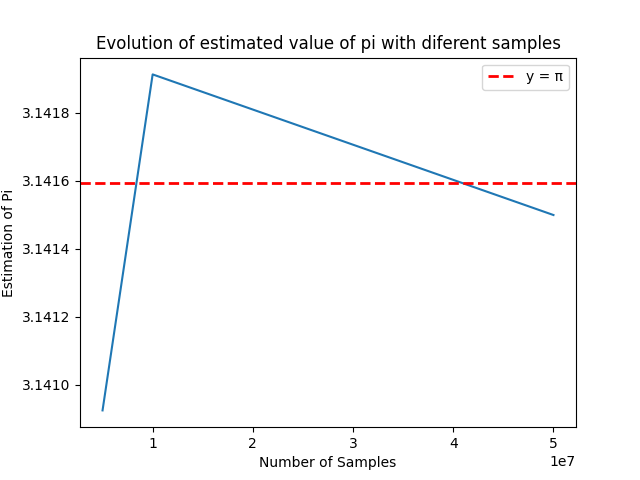 Evolution of estimated value of pi with diferent samples
y = π
Estimation of Pi
3.1418
3.1416
3.1414
3.1412
3.1410
1 2 3 4 5
1e7
Number of Samples